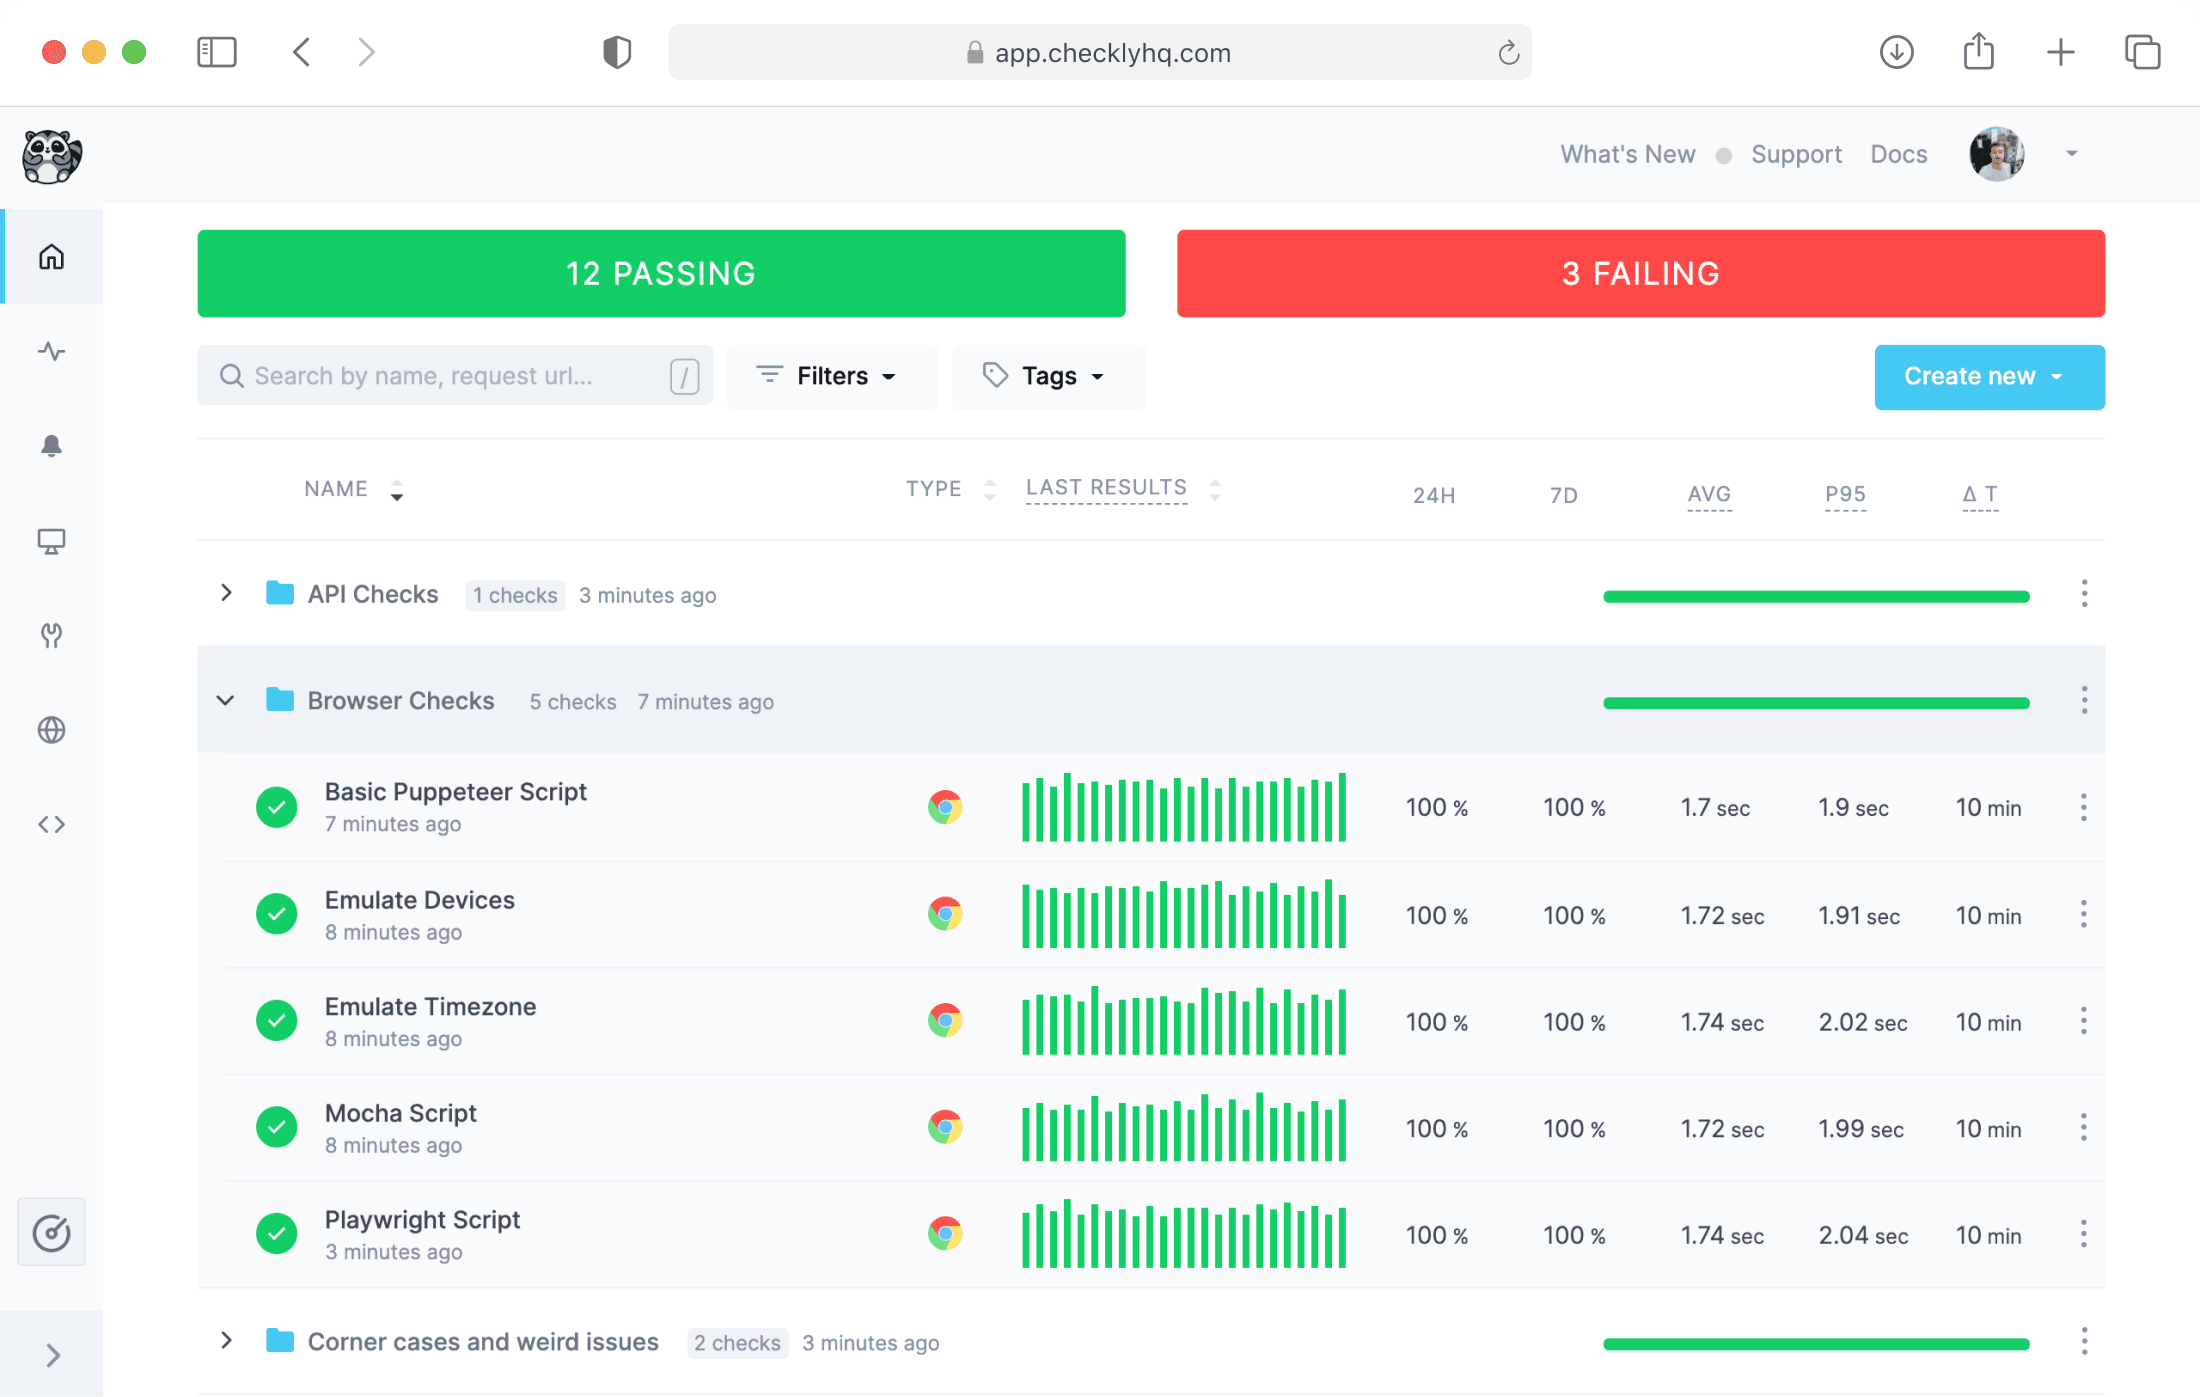 app.checklyhq.com
What's New Support Docs
12 PASSING 3 FAILING
Search by name, request url... / Filters Tags Create new
NAME TYPE LAST RESULTS 24H 7D AVG P95 Δ T
API Checks 1 checks 3 minutes ago
Browser Checks 5 checks 7 minutes ago
Basic Puppeteer Script
7 minutes ago
100 % 100 % 1.7 sec 1.9 sec 10 min
Emulate Devices
8 minutes ago
100 % 100 % 1.72 sec 1.91 sec 10 min
Emulate Timezone
8 minutes ago
100 % 100 % 1.74 sec 2.02 sec 10 min
Mocha Script
8 minutes ago
100 % 100 % 1.72 sec 1.99 sec 10 min
Playwright Script
3 minutes ago
100 % 100 % 1.74 sec 2.04 sec 10 min
Corner cases and weird issues 2 checks 3 minutes ago